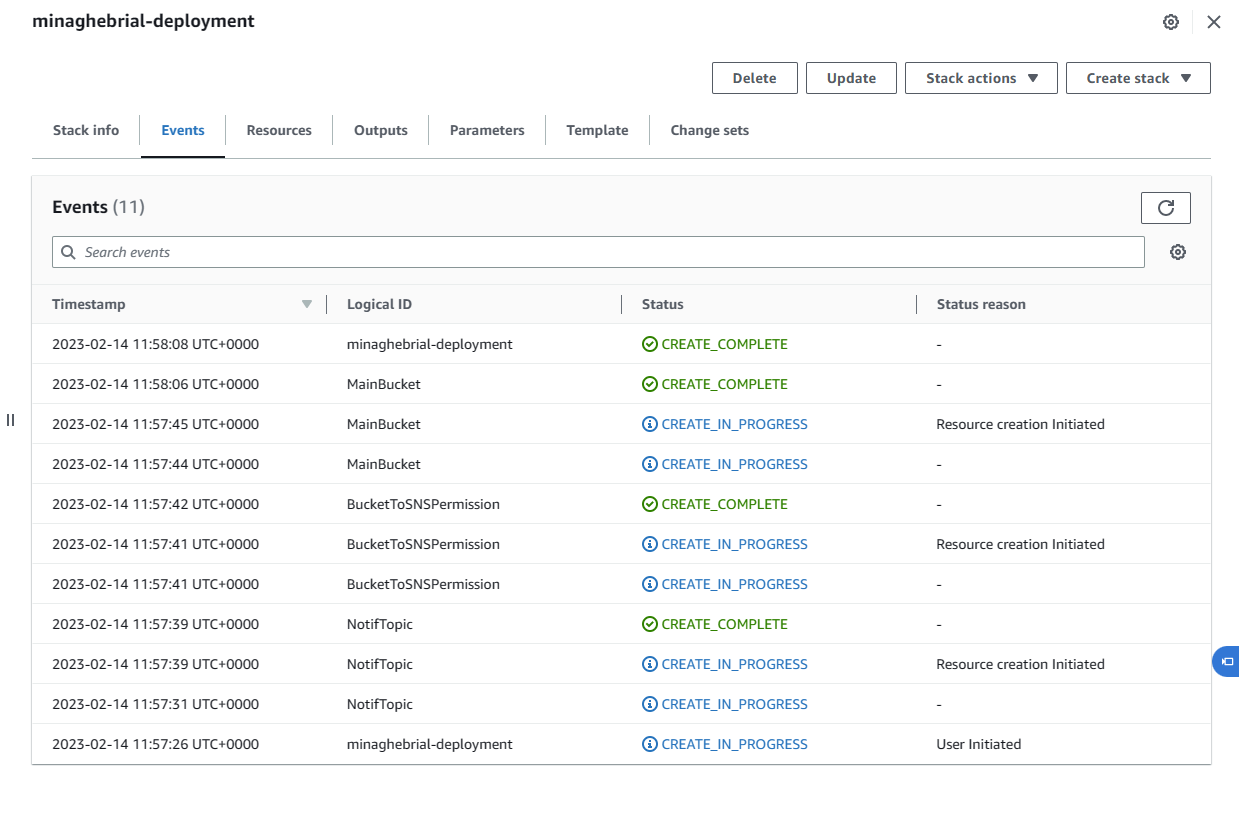 minaghebrial-deployment
Delete Update Stack actions Create stack
Stack info Events Resources Outputs Parameters Template Change sets
Events (11)
Search events
Timestamp Logical ID Status Status reason
2023-02-14 11:58:08 UTC+0000 minaghebrial-deployment CREATE_COMPLETE -
2023-02-14 11:58:06 UTC+0000 MainBucket CREATE_COMPLETE -
2023-02-14 11:57:45 UTC+0000 MainBucket CREATE_IN_PROGRESS Resource creation Initiated
2023-02-14 11:57:44 UTC+0000 MainBucket CREATE_IN_PROGRESS -
2023-02-14 11:57:42 UTC+0000 BucketToSNSPermission CREATE_COMPLETE -
2023-02-14 11:57:41 UTC+0000 BucketToSNSPermission CREATE_IN_PROGRESS Resource creation Initiated
2023-02-14 11:57:41 UTC+0000 BucketToSNSPermission CREATE_IN_PROGRESS -
2023-02-14 11:57:39 UTC+0000 NotifTopic CREATE_COMPLETE -
2023-02-14 11:57:39 UTC+0000 NotifTopic CREATE_IN_PROGRESS Resource creation Initiated
2023-02-14 11:57:31 UTC+0000 NotifTopic CREATE_IN_PROGRESS -
2023-02-14 11:57:26 UTC+0000 minaghebrial-deployment CREATE_IN_PROGRESS User Initiated